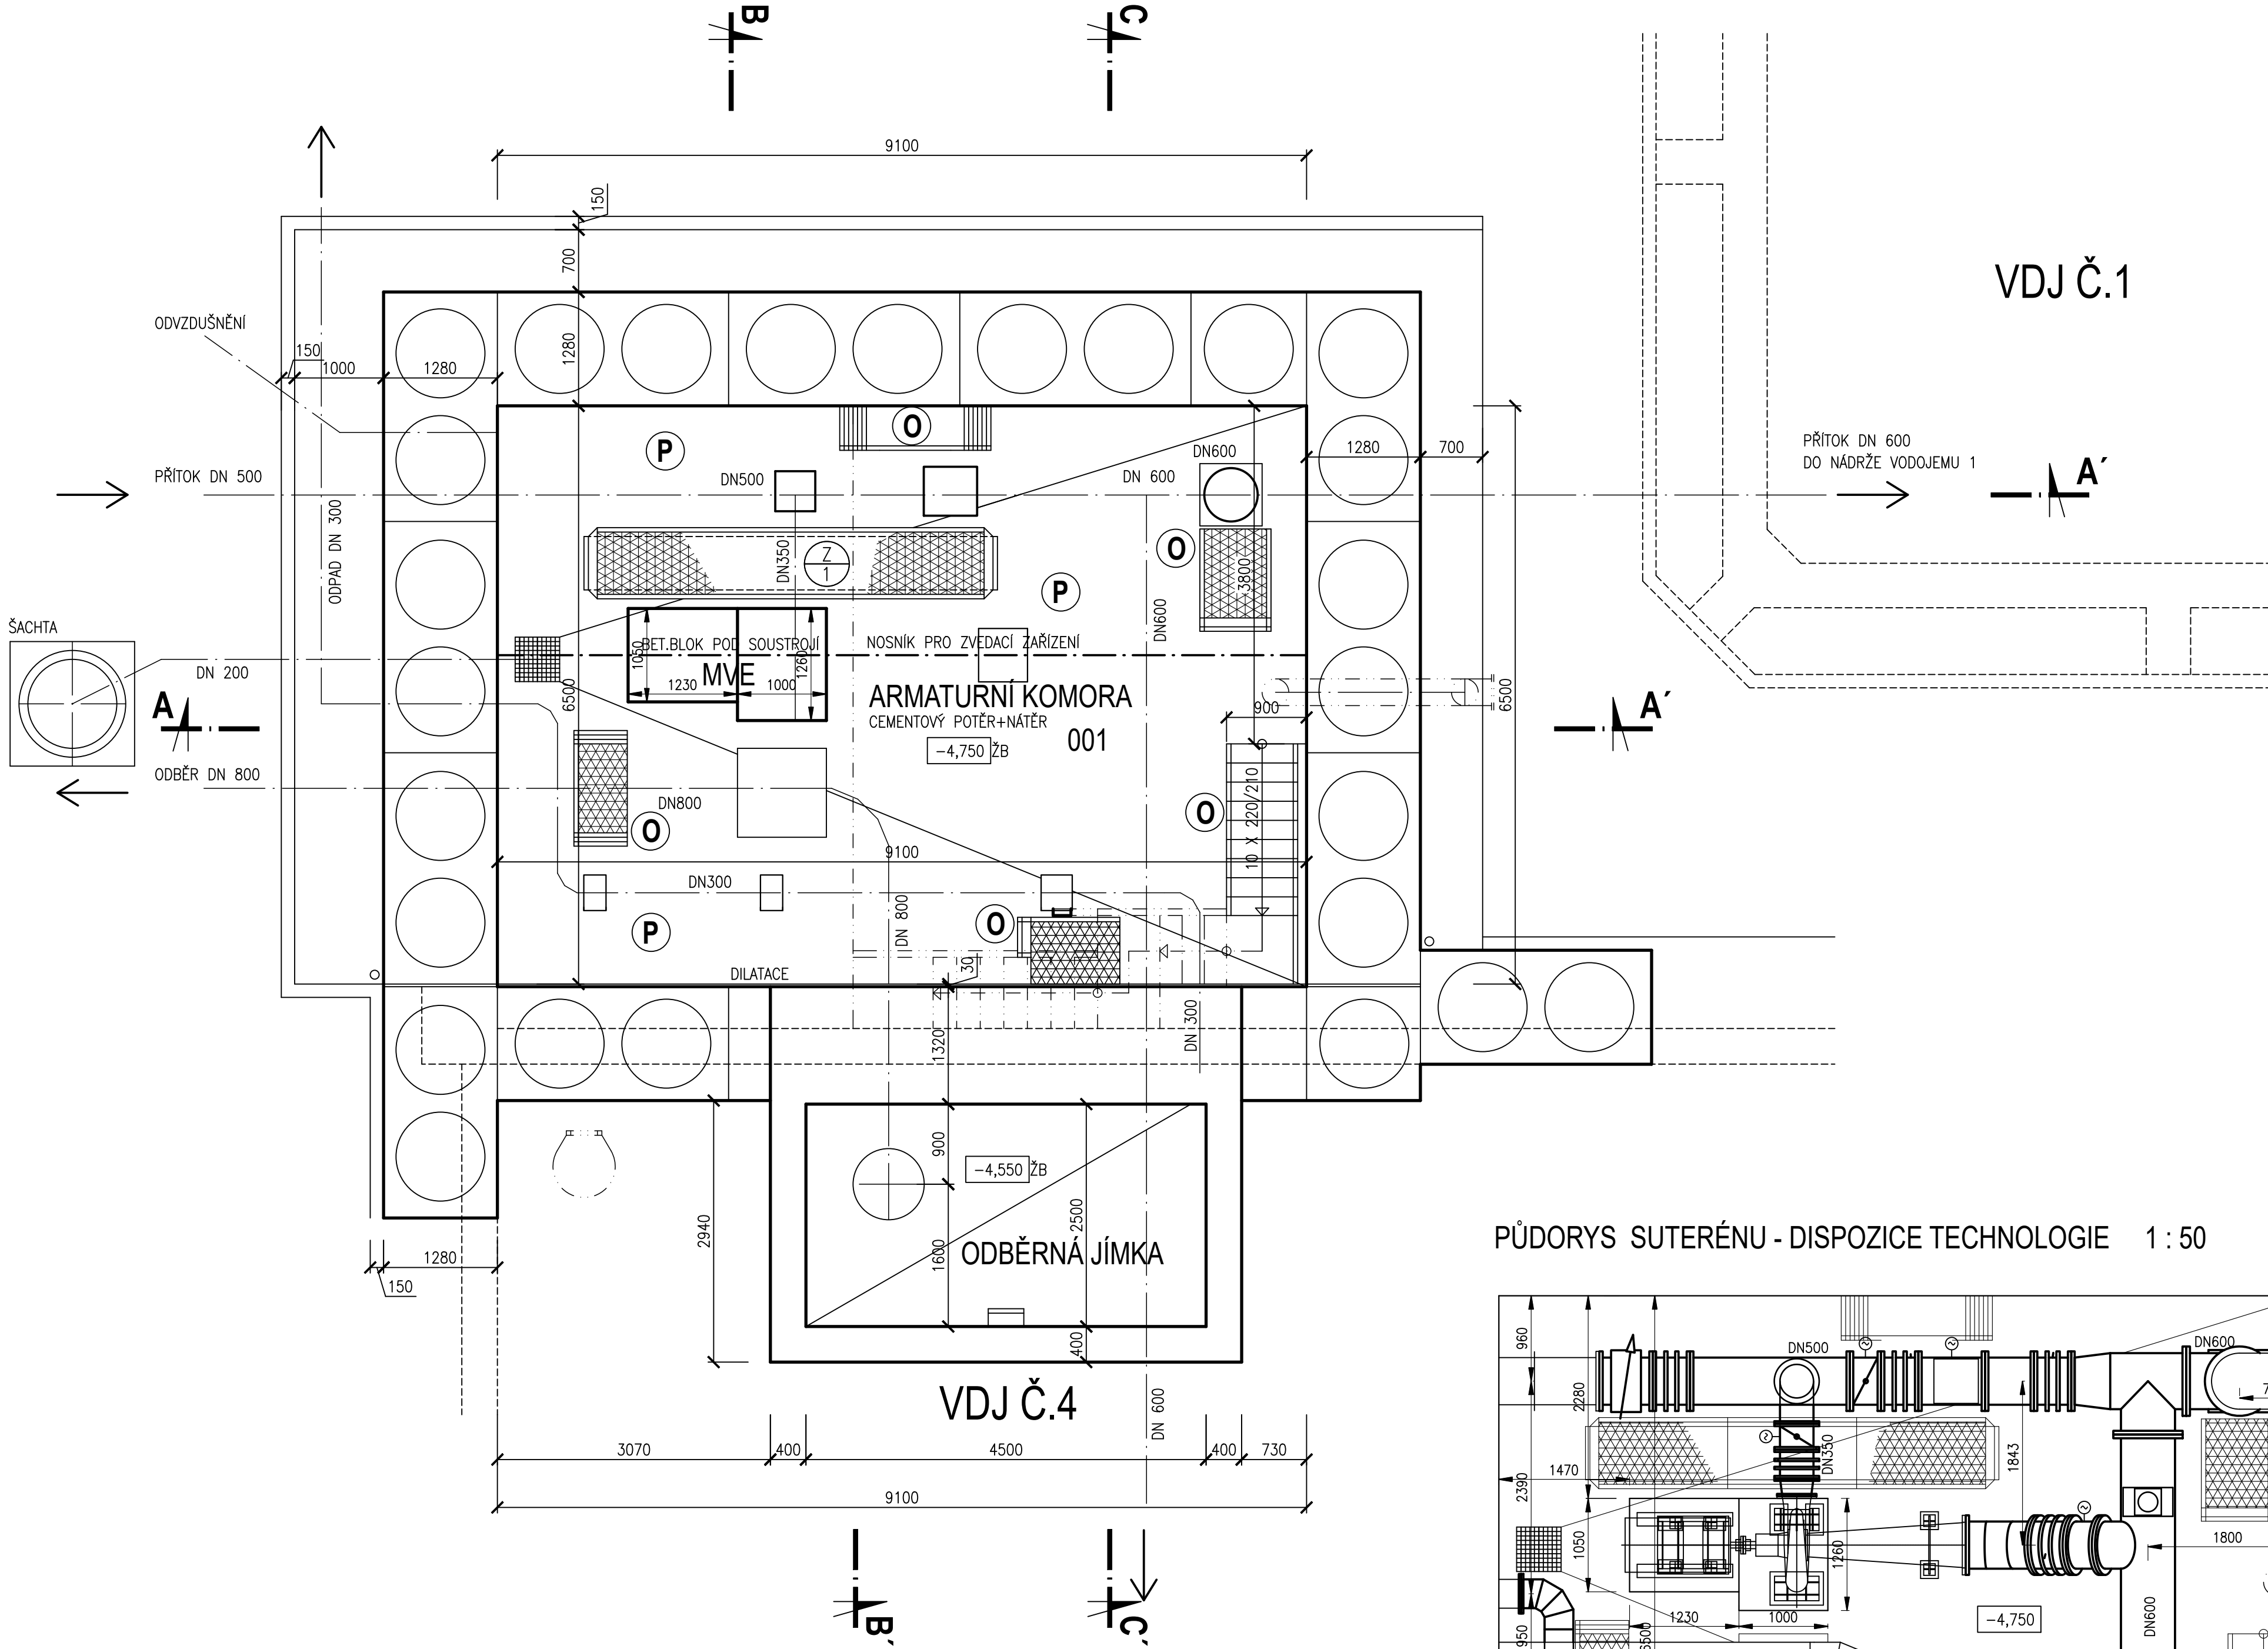 B
C
9100
150
700
VDJ Č.1
ODVZDUŠNĚNÍ
150
1000
1280
1280
O
P
1280
700
PŘÍTOK DN 600
DO NÁDRŽE VODOJEMU 1
A´
PŘÍTOK DN 500
DN500
DN 600
DN600
ODPAD DN 300
DN350
Z
1
O
3800
P
DN600
ŠACHTA
DN 200
BET.BLOK POD SOUSTROJÍ
MVE
1050
1260
1230
1000
NOSNÍK PRO ZVEDACÍ ZAŘÍZENÍ
ARMATURNÍ KOMORA
CEMENTOVÝ POTĚR+NÁTĚR
001
-4,750 ŽB
6500
900
6500
A
A´
ODBĚR DN 800
DN800
O
O
10 X 220/210
9100
DN300
DN 800
O
P
DILATACE
30
1320
DN 300
900
-4,550 ŽB
2940
2500
1600
ODBĚRNÁ JÍMKA
400
1280
150
VDJ Č.4
DN 600
3070
400
4500
400
730
9100
B´
C´
PŮDORYS SUTERÉNU - DISPOZICE TECHNOLOGIE 1 : 50
960
DN500
DN600
2280
1470
DN350
1843
2390
1050
1260
1800
1230
1000
-4,750
DN600
950
6500